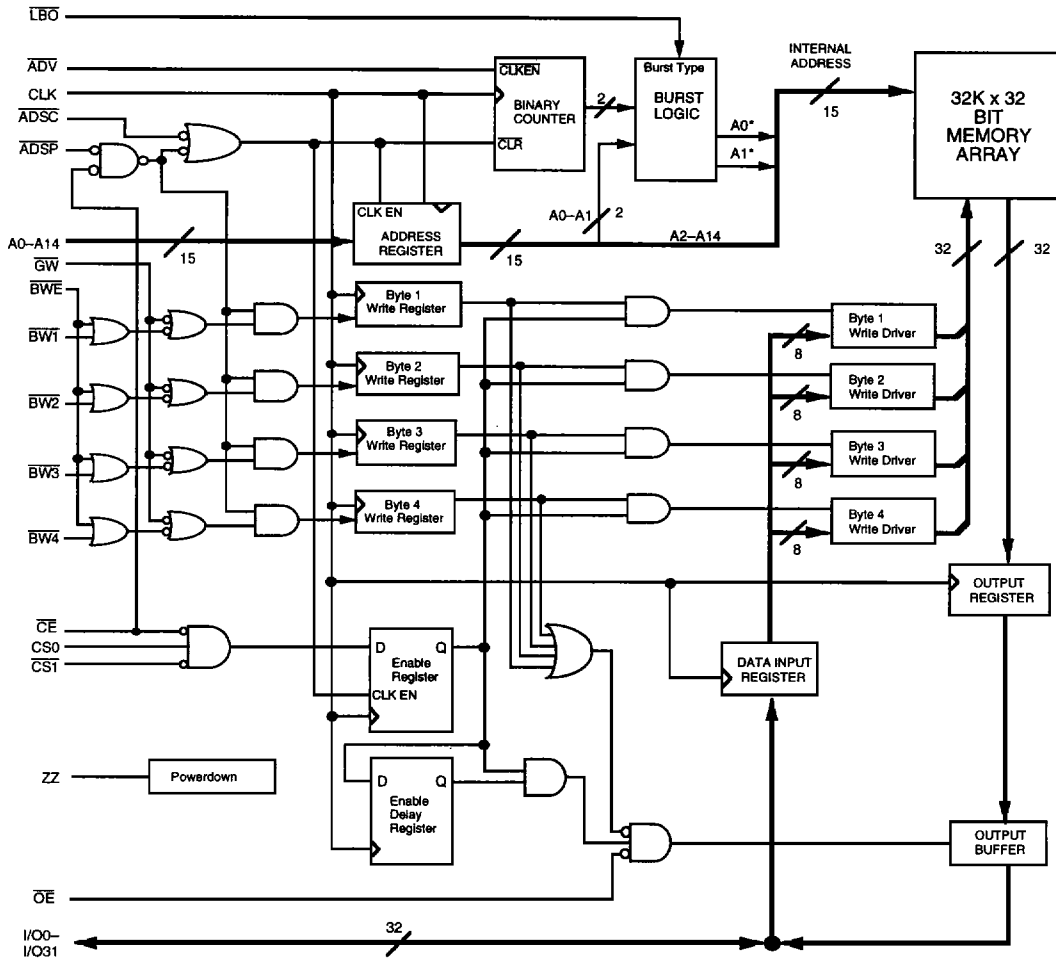 LBO
ADV
CLK
ADSC
ADSP
A0–A14
15
GW
BWE
BW1
BW2
BW3
BW4
CE
CS0
CS1
ZZ
Powerdown
OE
I/O0–
I/O31
32
CLKEN
BINARY
COUNTER
CLR
2
Burst Type
BURST
LOGIC
A0*
A1*
INTERNAL
ADDRESS
15
32K x 32
BIT
MEMORY
ARRAY
CLK EN
ADDRESS
REGISTER
15
A0–A1
2
A2–A14
32
32
Byte 1
Write Register
Byte 2
Write Register
Byte 3
Write Register
Byte 4
Write Register
8
Byte 1
Write Driver
8
Byte 2
Write Driver
8
Byte 3
Write Driver
8
Byte 4
Write Driver
OUTPUT
REGISTER
DATA INPUT
REGISTER
D
Q
Enable
Register
CLK EN
D
Q
Enable
Delay
Register
OUTPUT
BUFFER